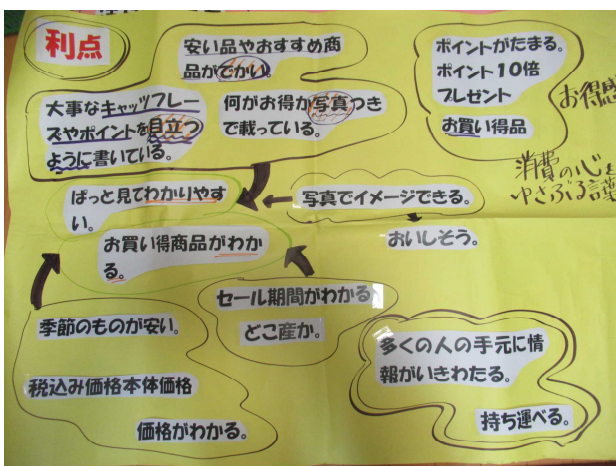 利点
安い品やおすすめ商
品がでかい。
大事なキャッツフレー
ズやポイントを目立つ
ように書いている。
何がお得か写真つき
で載っている。
ポイントがたまる。
ポイント10倍
プレゼント
お買い得品
お得感
消費の心を
ゆさぶる言葉
ぱっと見てわかりやす
い。
お買い得商品がわか
る。
写真でイメージできる。
おいしそう。
季節のものが安い。
税込み価格本体価格
価格がわかる。
セール期間がわかる
どこ産か。
多くの人の手元に情
報がいきわたる。
持ち運べる。